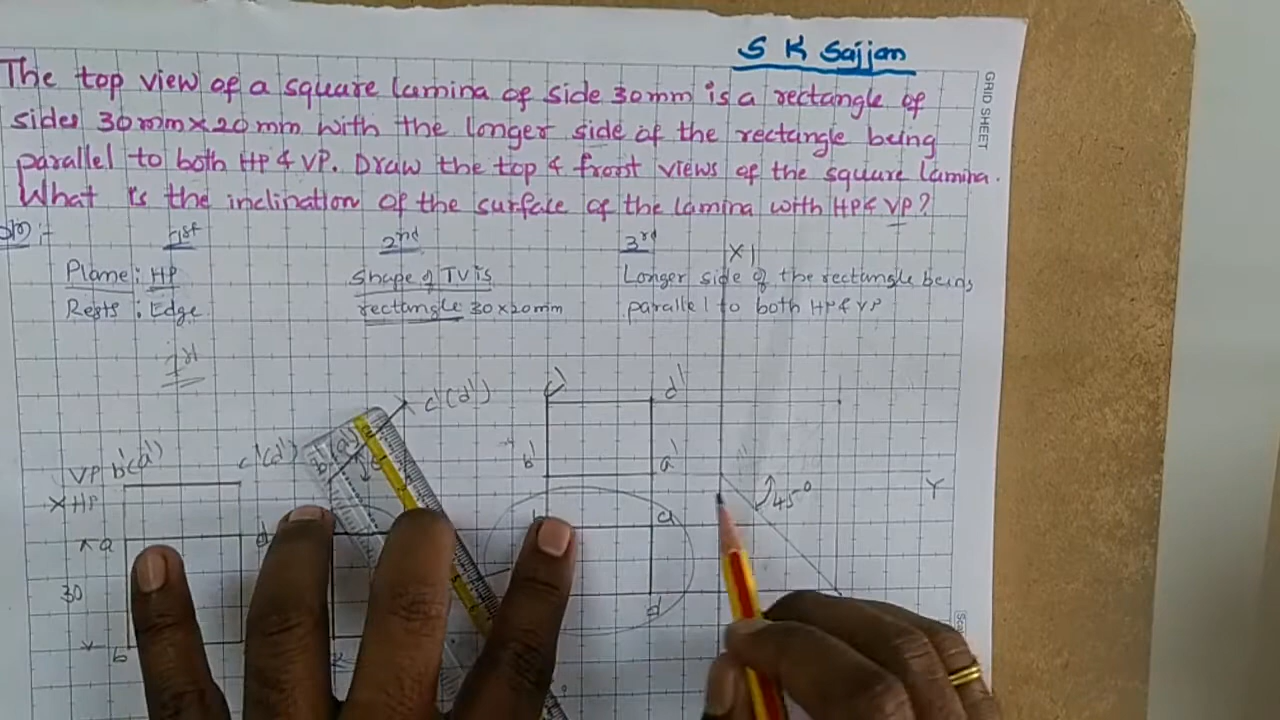 S K Sajjan
GRID SHEET
The top view of a square lamina of side 30mm is a rectangle of
sides 30mm×20mm with the longer side of the rectangle being
parallel to both HP & VP. Draw the top & front views of the square lamina.
What is the inclination of the surface of the lamina with HP & VP?
1st 2nd 3rd
X1
Plane: HP
Rests: Edge
Shape of TV is
rectangle 30×20mm
Longer side of the rectangle being
parallel to both HP & VP
c'(d')
c' d'
VP b'(a') c'(d') b'(a')
b' a'
X HP Y
45°
a d b a
30
b d